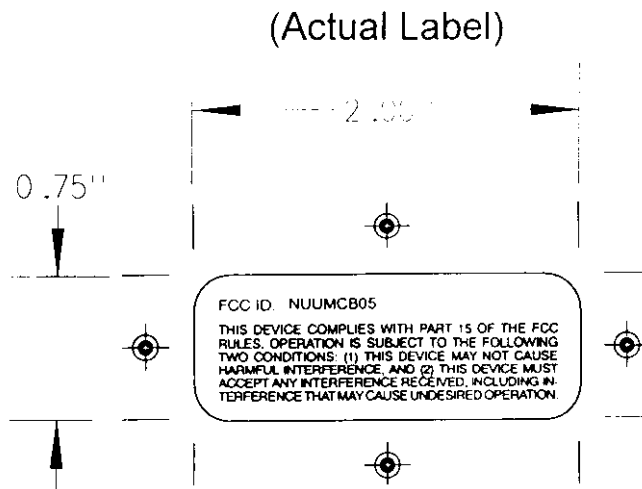 (Actual Label)
2.00"
0.75"
FCC ID. NUUMCB05
THIS DEVICE COMPLIES WITH PART 15 OF THE FCC
RULES. OPERATION IS SUBJECT TO THE FOLLOWING
TWO CONDITIONS: (1) THIS DEVICE MAY NOT CAUSE
HARMFUL INTERFERENCE, AND (2) THIS DEVICE MUST
ACCEPT ANY INTERFERENCE RECEIVED, INCLUDING IN-
TERFERENCE THAT MAY CAUSE UNDESIRED OPERATION.